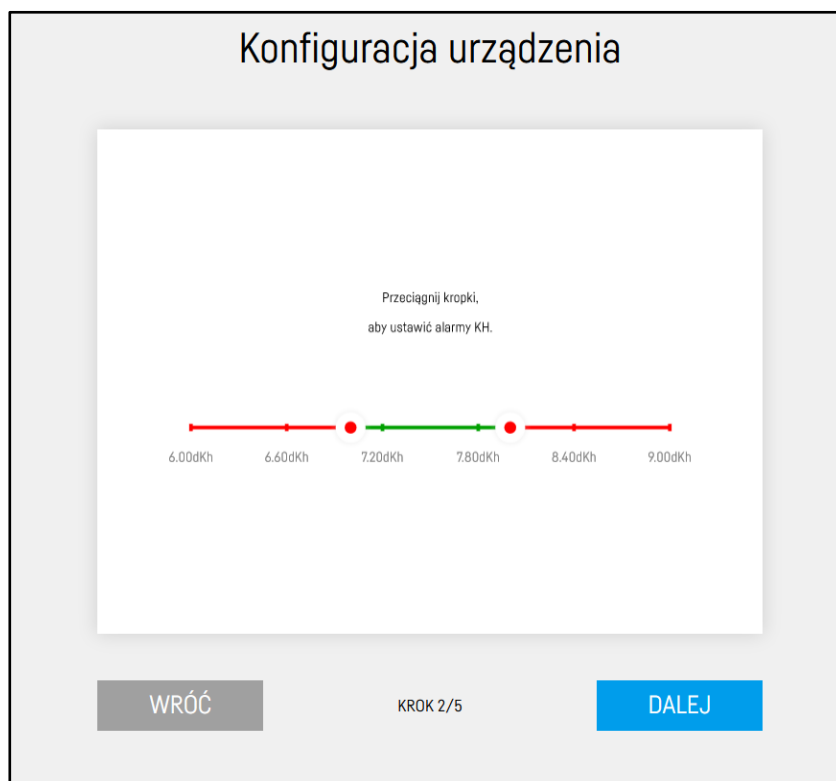 Konfiguracja urządzenia
Przeciągnij kropki,
aby ustawić alarmy KH.
6.00dKh 6.60dKh 7.20dKh 7.80dKh 8.40dKh 9.00dKh
WRÓĆ KROK 2/5 DALEJ